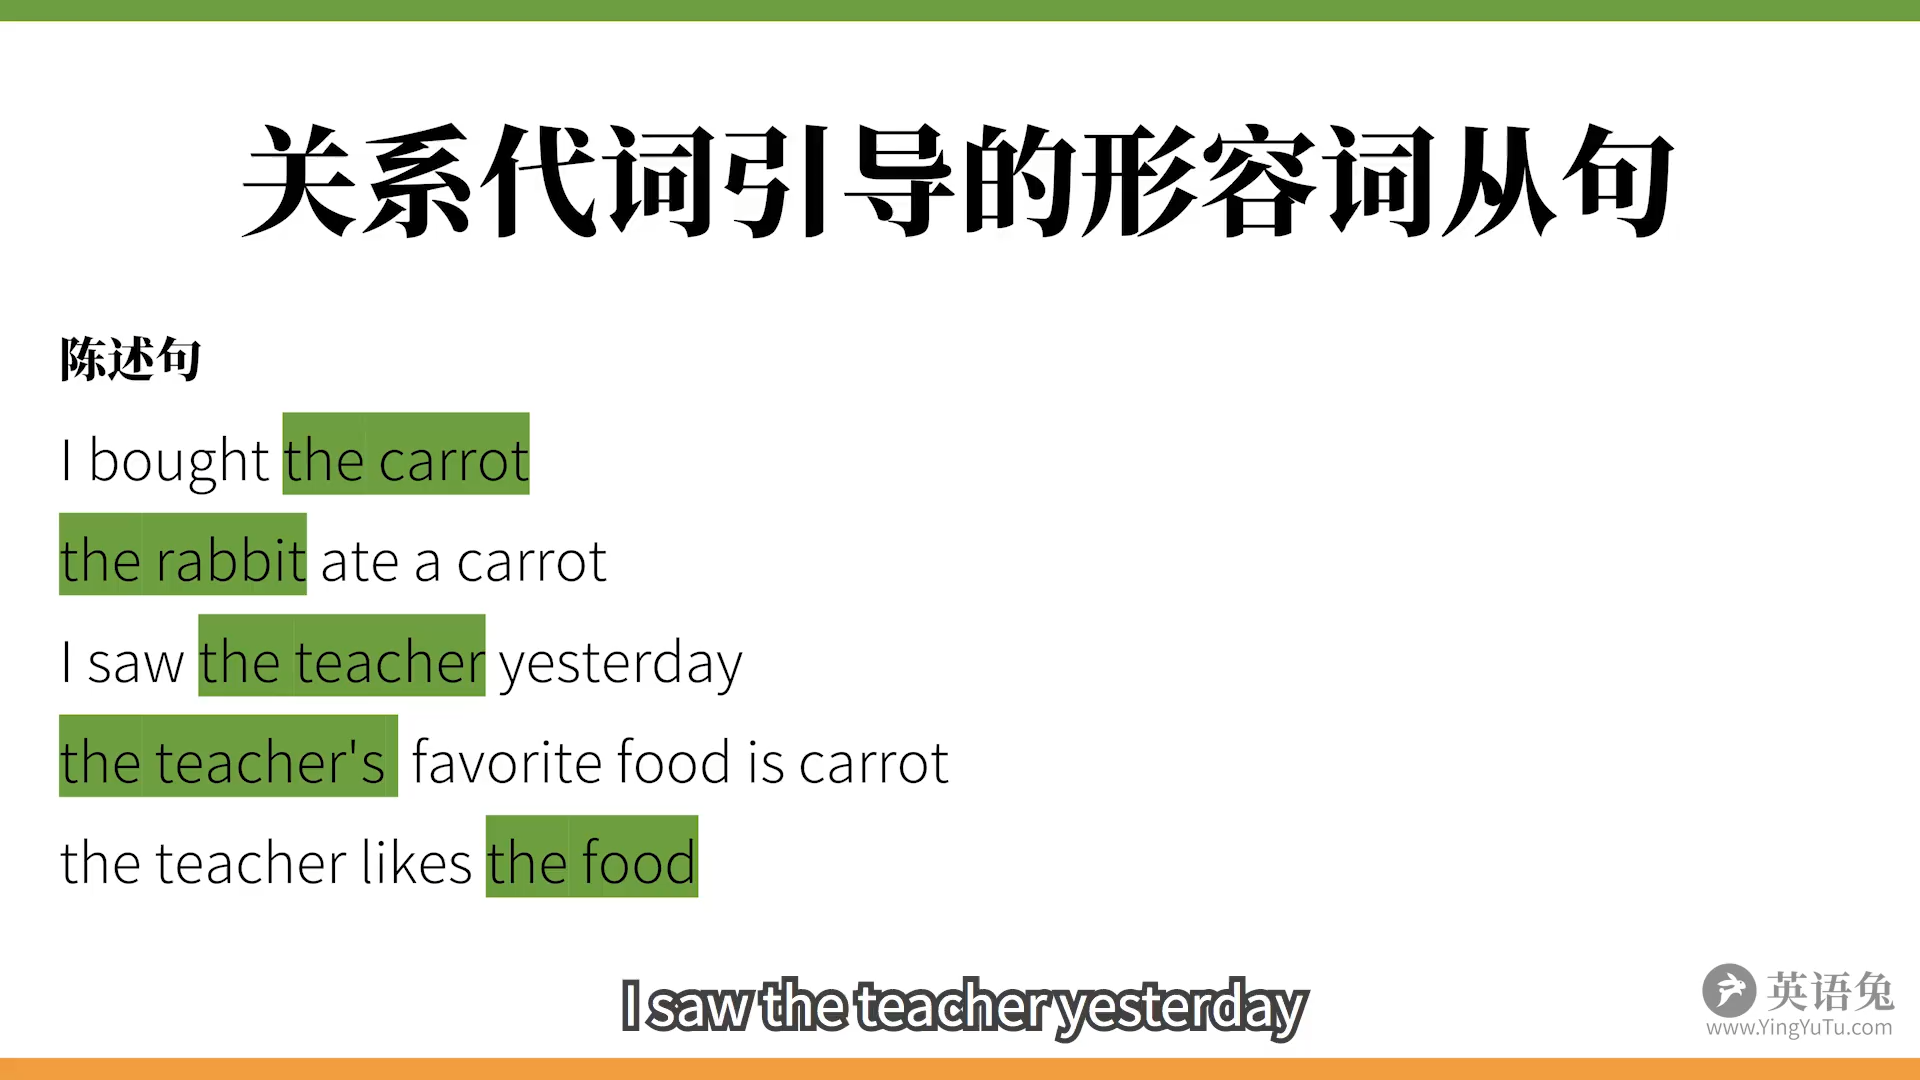 关系代词引导的形容词从句
陈述句
I bought the carrot
the rabbit ate a carrot
I saw the teacher yesterday
the teacher's favorite food is carrot
the teacher likes the food
I saw the teacher yesterday
英语兔
www.YingYuTu.com